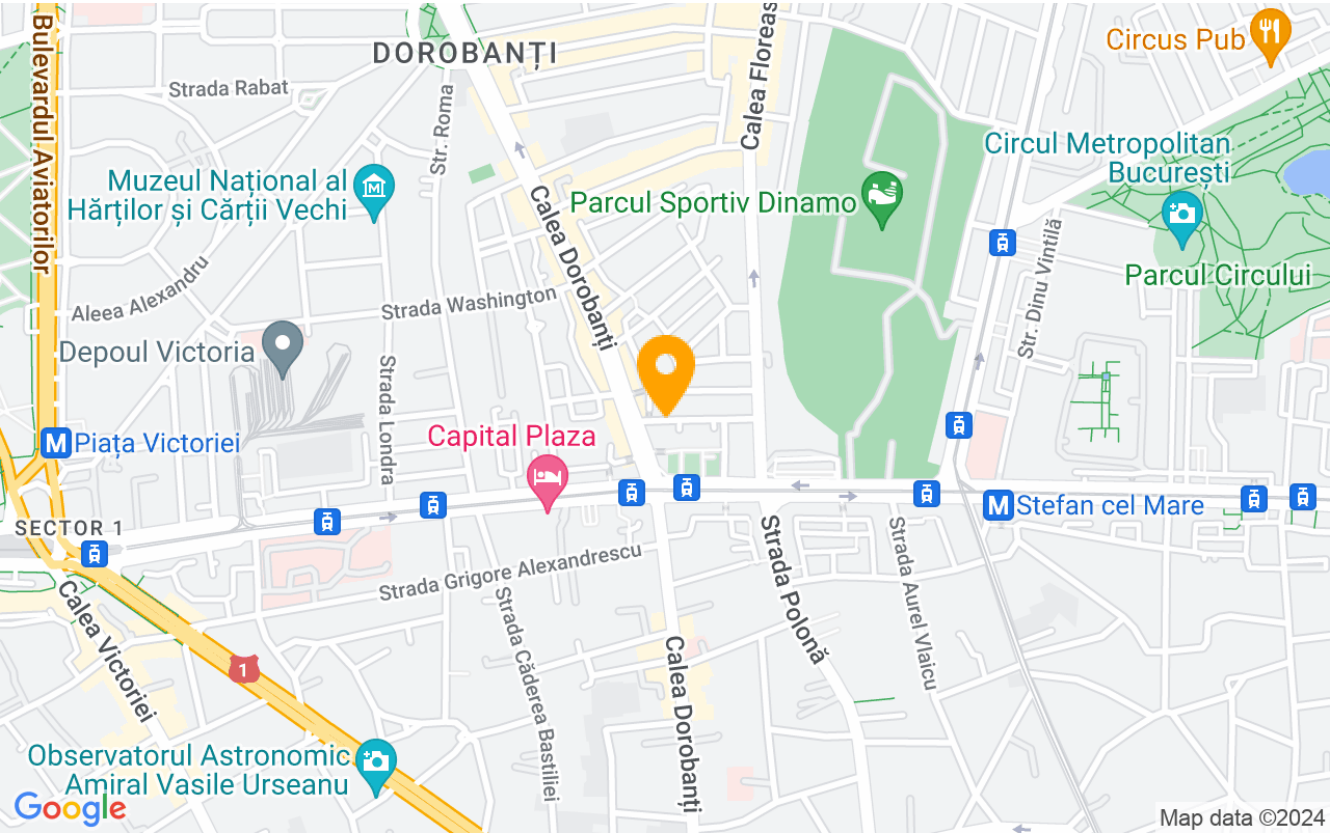 Bulevardul Aviatorilor
DOROBANȚI
Calea Floreas
Circus Pub
Strada Rabat
Str. Roma
Circul Metropolitan
București
Muzeul Național al
Hărților și Cărții Vechi
Calea Dorobanți
Parcul Sportiv Dinamo
Str. Dinu Vintilă
Parcul Circului
Aleea Alexandru
Strada Washington
Depoul Victoria
Strada Londra
M Piața Victoriei
Capital Plaza
SECTOR 1
M Stefan cel Mare
Strada Grigore Alexandrescu
Strada Polonă
Strada Aurel Vlaicu
Calea Victoriei
Strada Căderea Bastiliei
1
Calea Dorobanți
Observatorul Astronomic
Amiral Vasile Urseanu
Google
Map data ©2024